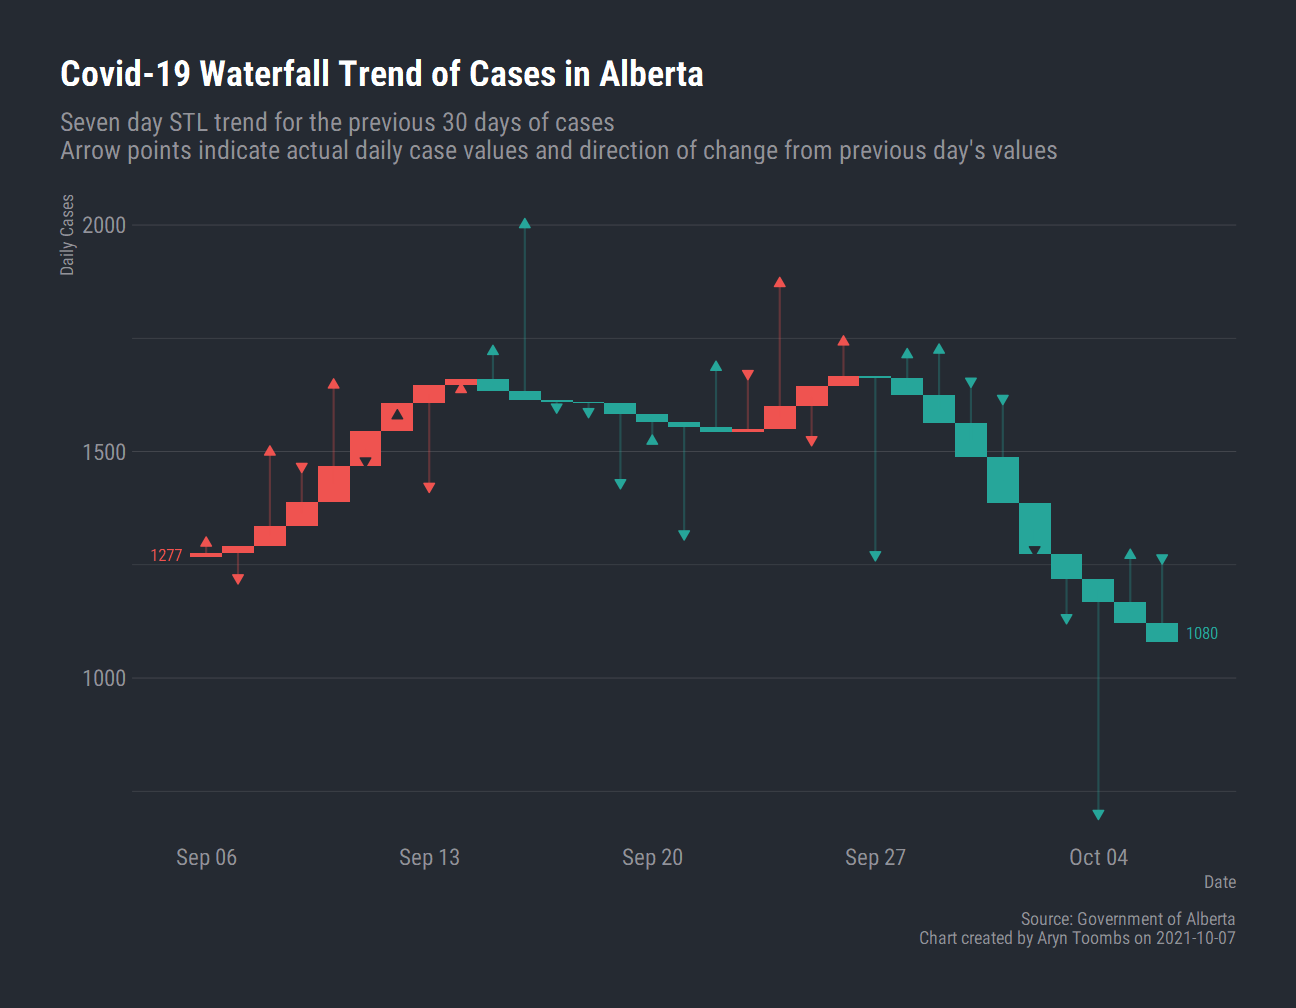 Covid-19 Waterfall Trend of Cases in Alberta
Seven day STL trend for the previous 30 days of cases
Arrow points indicate actual daily case values and direction of change from previous day's values
Daily Cases
2000
1500
1000
1277
1080
Sep 06
Sep 13
Sep 20
Sep 27
Oct 04
Date
Source: Government of Alberta
Chart created by Aryn Toombs on 2021-10-07